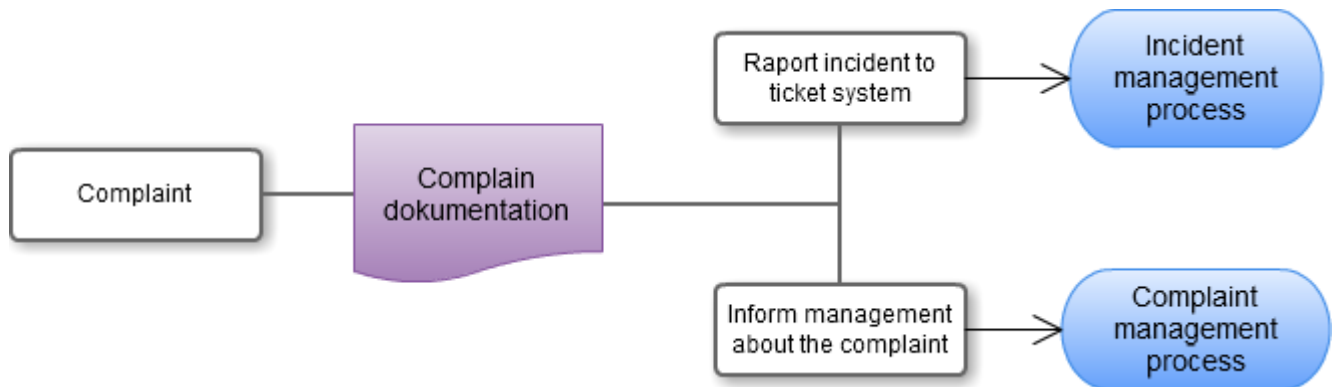 Complaint
Complain
dokumentation
Raport incident to
ticket system
Incident
management
process
Inform management
about the complaint
Complaint
management
process